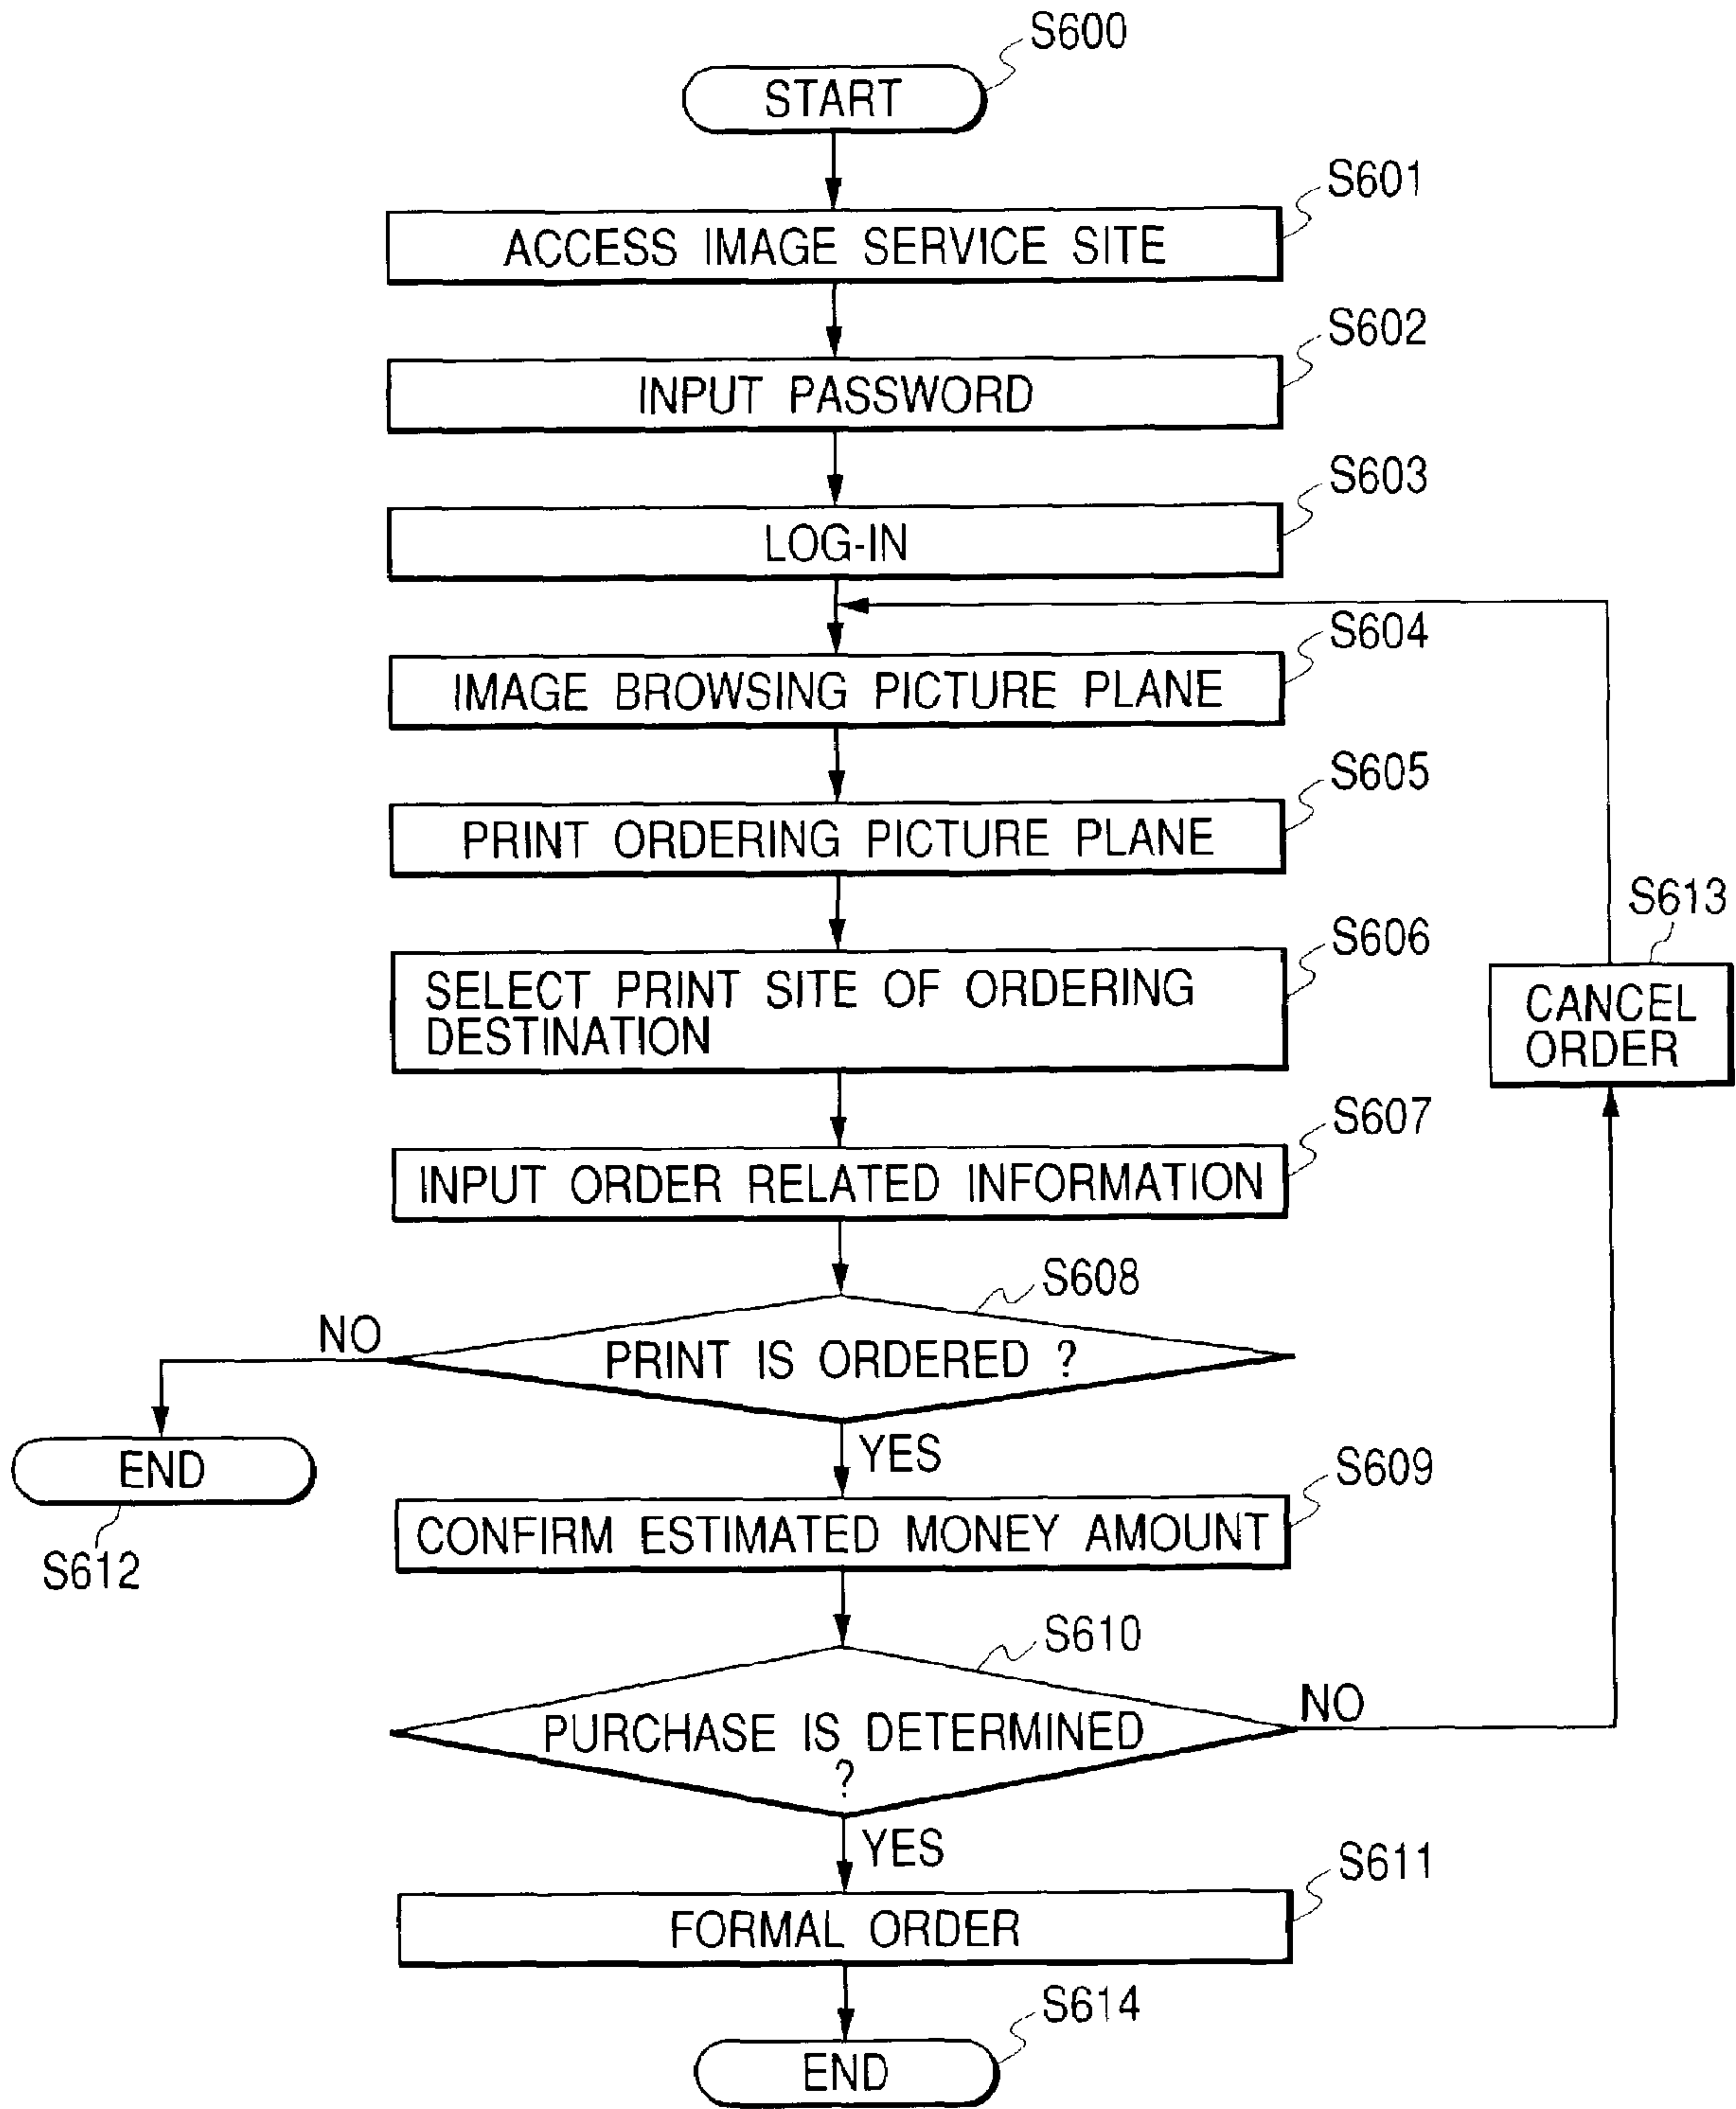 S600
START
S601
ACCESS IMAGE SERVICE SITE
S602
INPUT PASSWORD
S603
LOG-IN
S604
IMAGE BROWSING PICTURE PLANE
S605
PRINT ORDERING PICTURE PLANE
S606
SELECT PRINT SITE OF ORDERING
DESTINATION
S613
CANCEL
ORDER
S607
INPUT ORDER RELATED INFORMATION
S608
NO
PRINT IS ORDERED ?
END
S612
YES
S609
CONFIRM ESTIMATED MONEY AMOUNT
S610
PURCHASE IS DETERMINED
?
NO
YES
S611
FORMAL ORDER
S614
END